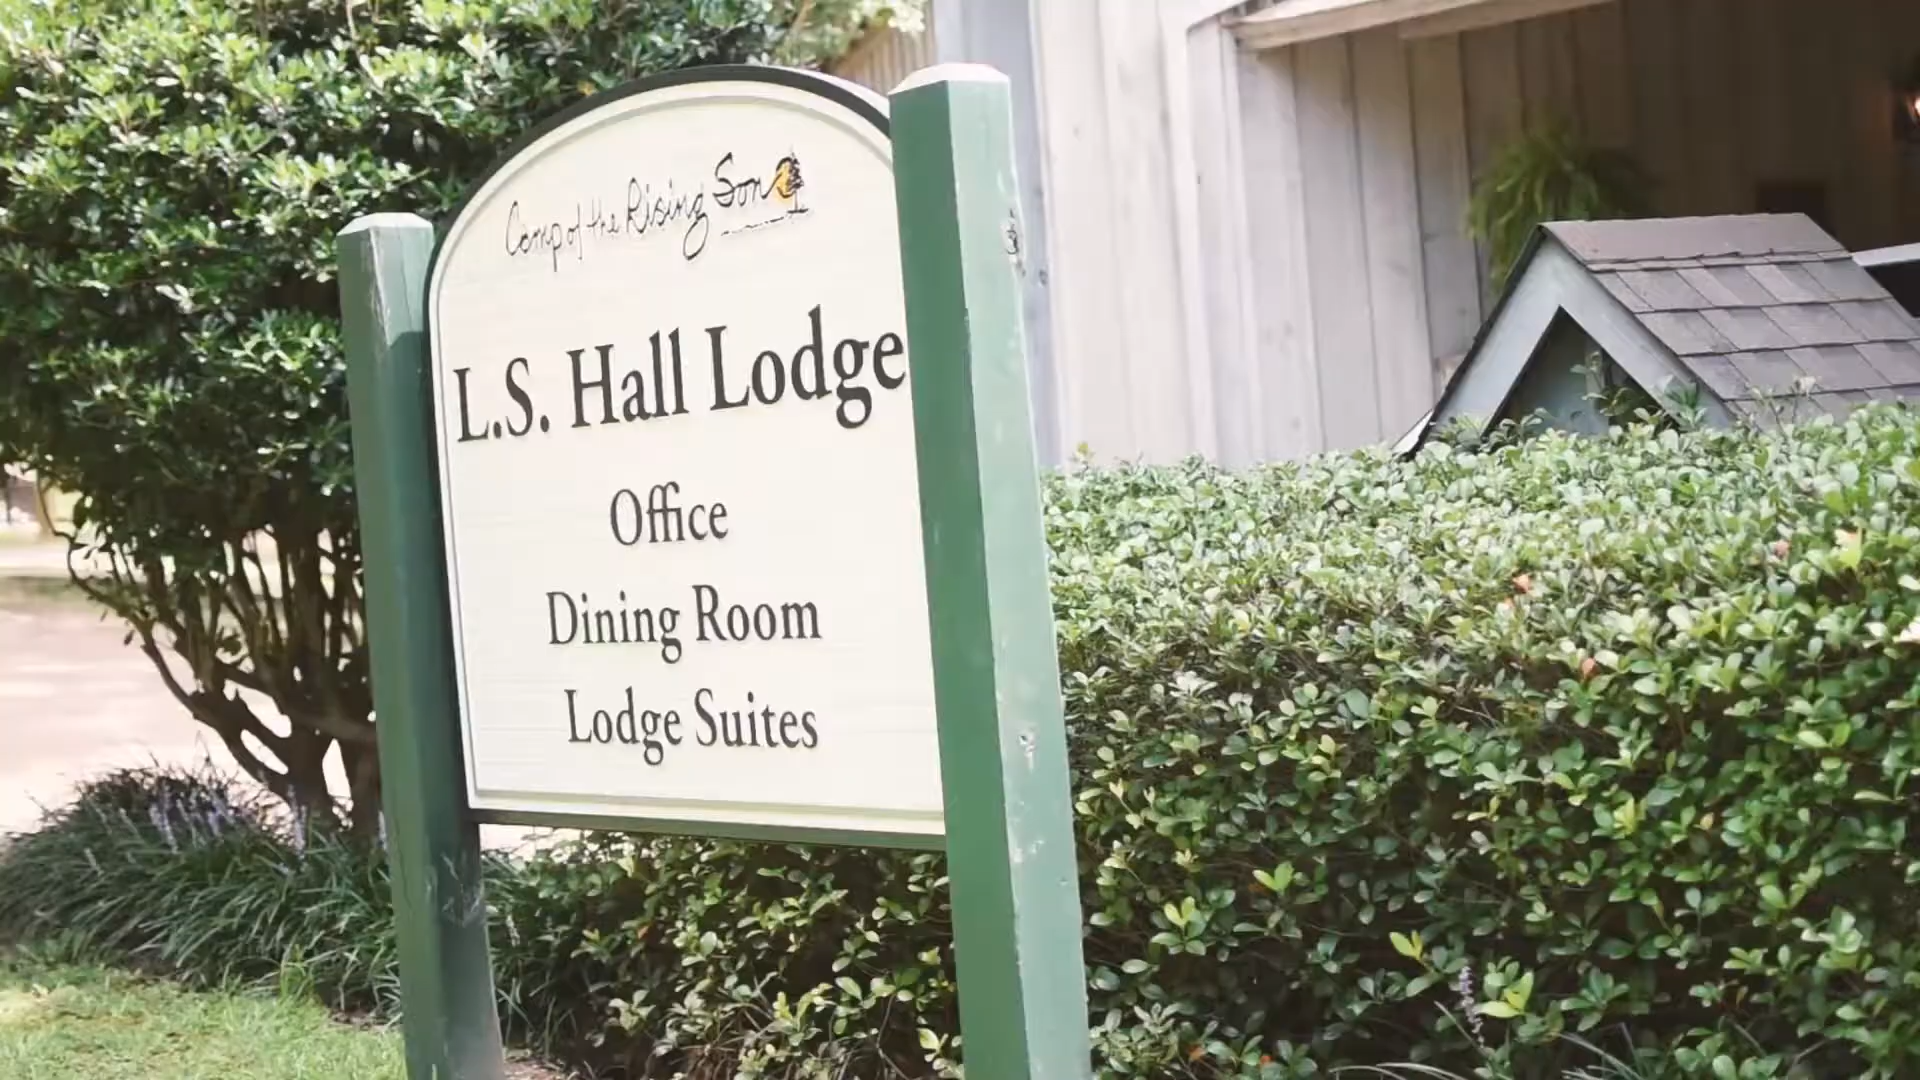 Camp of the Rising Son
L.S. Hall Lodge
Office
Dining Room
Lodge Suites